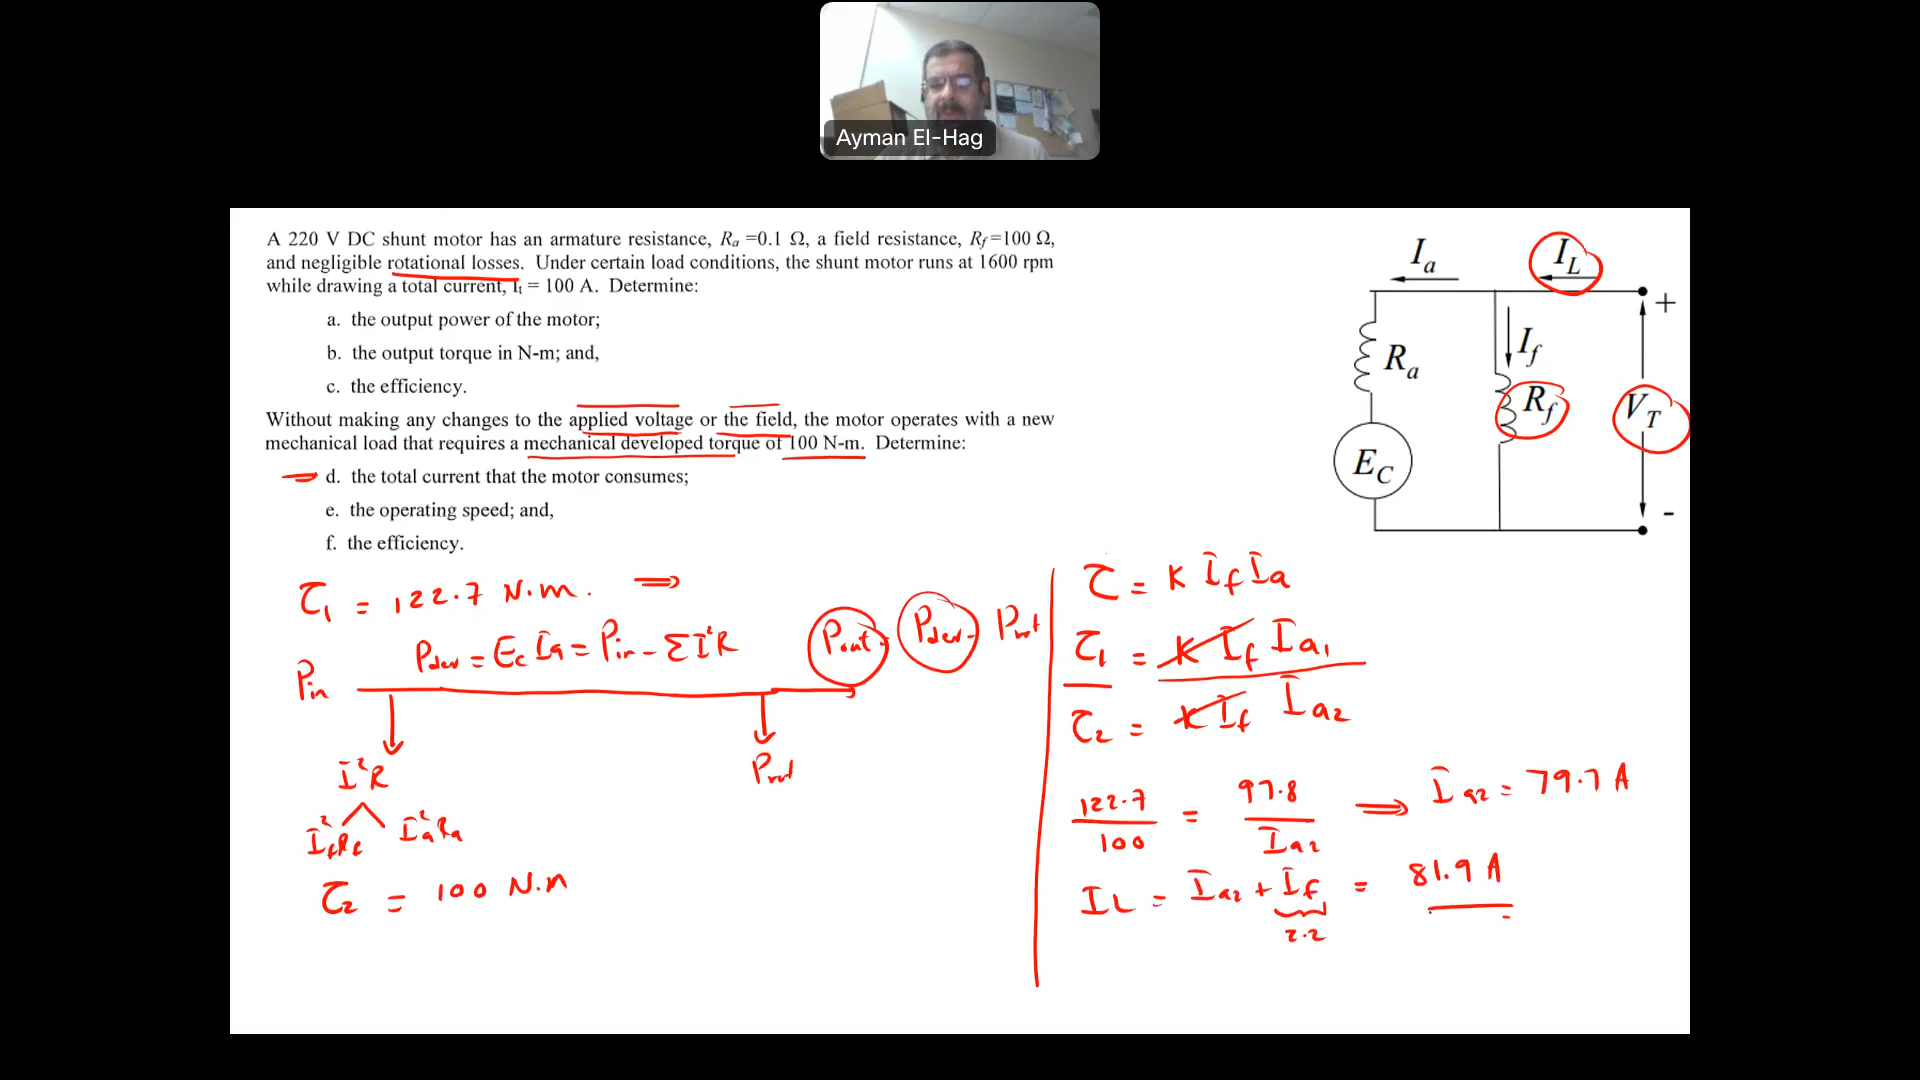 Ayman El-Hag
A 220 V DC shunt motor has an armature resistance, Ra =0.1 Ω, a field resistance, Rf=100 Ω,
and negligible rotational losses. Under certain load conditions, the shunt motor runs at 1600 rpm
while drawing a total current, It = 100 A. Determine:
a. the output power of the motor;
b. the output torque in N-m; and,
c. the efficiency.
Without making any changes to the applied voltage or the field, the motor operates with a new
mechanical load that requires a mechanical developed torque of 100 N-m. Determine:
d. the total current that the motor consumes;
e. the operating speed; and,
f. the efficiency.
Ia
IL
+
If
Ra
Rf
VT
EC
-
τ1 = 122.7 N.m. ⇒
Pdev = Ec Ia = Pin - ΣI²R
Pout = Pdev - Prot
Pin
I²R
Prot
If²Rf Ia²Ra
τ2 = 100 N.m
τ = K If Ia
τ1 = K If Ia1
τ2 = K If Ia2
122.7 / 100 = 97.8 / Ia2 ⇒ Ia2 = 79.7 A
IL = Ia2 + If = 81.9 A
2.2